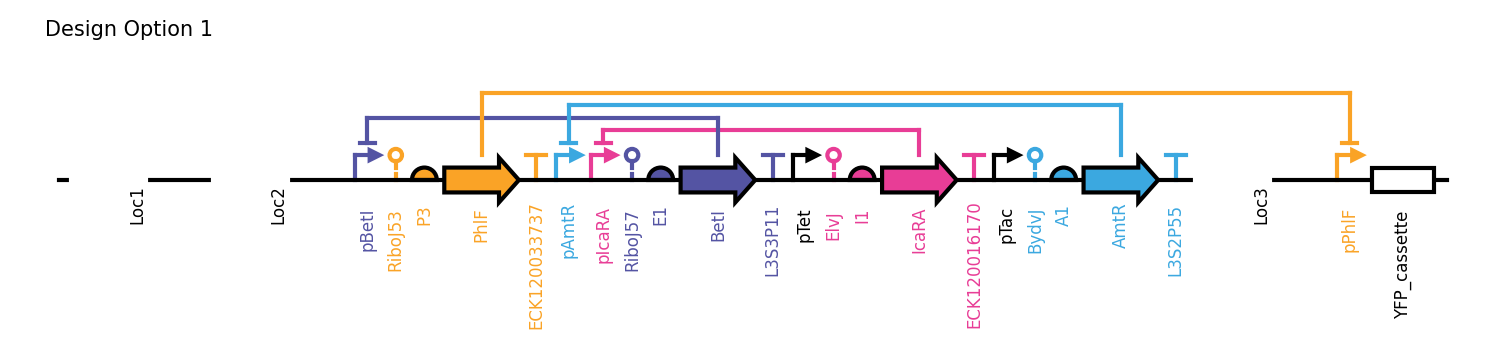 Design Option 1
Loc1
Loc2
pBetI
RiboJ53
P3
PhlF
ECK120033737
pAmtR
pIcaRA
RiboJ57
E1
BetI
L3S3P11
pTet
ElvJ
I1
IcaRA
ECK120016170
pTac
BydvJ
A1
AmtR
L3S2P55
Loc3
pPhlF
YFP_cassette